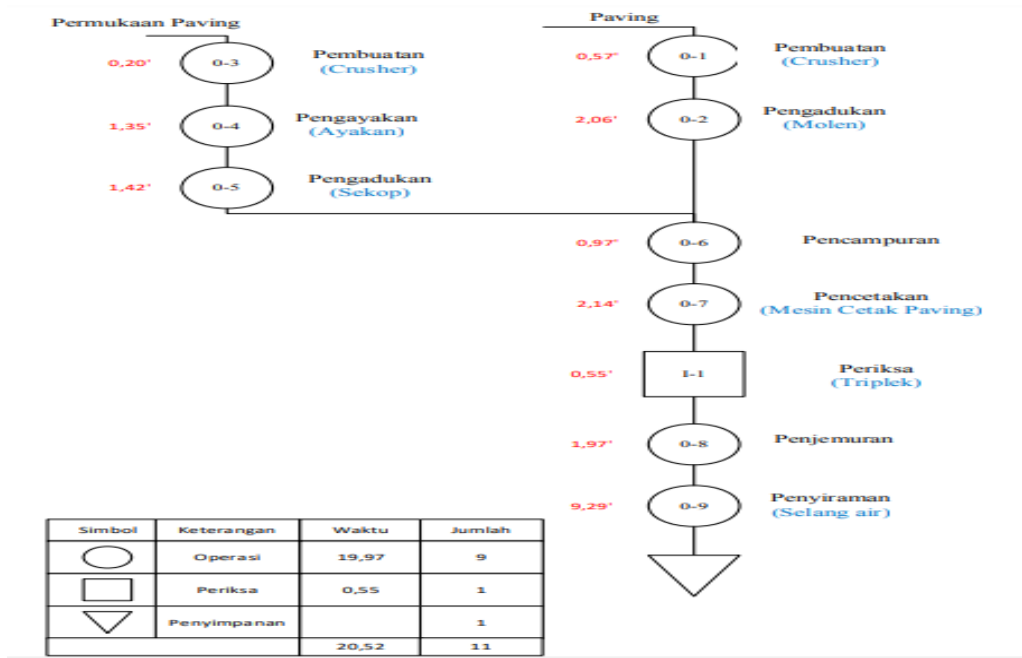 Permukaan Paving
0,20'
0-3
Pembuatan
(Crusher)
1,35'
0-4
Pengayakan
(Ayakan)
1,42'
0-5
Pengadukan
(Sekop)
Paving
0,57'
0-1
Pembuatan
(Crusher)
2,06'
0-2
Pengadukan
(Molen)
0,97'
0-6
Pencampuran
2,14'
0-7
Pencetakan
(Mesin Cetak Paving)
0,55'
I-1
Periksa
(Triplek)
1,97'
0-8
Penjemuran
9,29'
0-9
Penyiraman
(Selang air)
Simbol Keterangan Waktu Jumlah
Operasi 19,97 9
Periksa 0,55 1
Penyimpanan 1
20,52 11